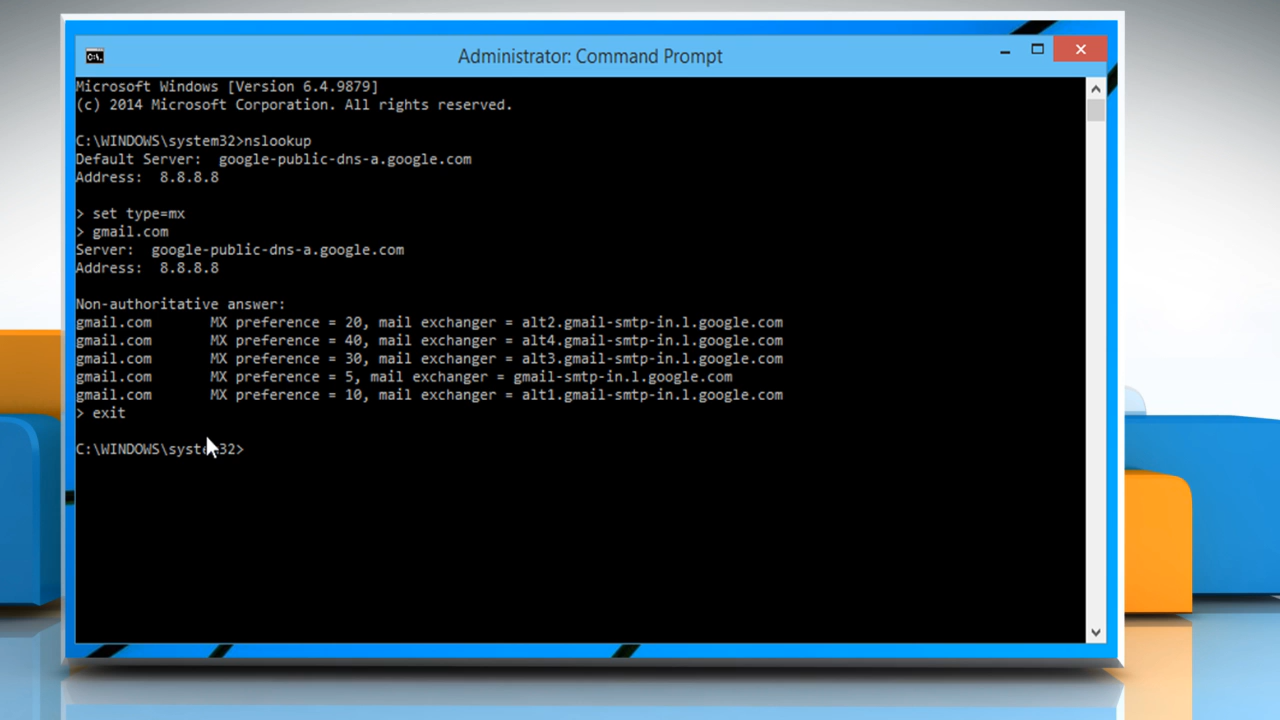 Administrator: Command Prompt
Microsoft Windows [Version 6.4.9879]
(c) 2014 Microsoft Corporation. All rights reserved.
C:\WINDOWS\system32>nslookup
Default Server:  google-public-dns-a.google.com
Address:  8.8.8.8
> set type=mx
> gmail.com
Server:  google-public-dns-a.google.com
Address:  8.8.8.8
Non-authoritative answer:
gmail.com       MX preference = 20, mail exchanger = alt2.gmail-smtp-in.l.google.com
gmail.com       MX preference = 40, mail exchanger = alt4.gmail-smtp-in.l.google.com
gmail.com       MX preference = 30, mail exchanger = alt3.gmail-smtp-in.l.google.com
gmail.com       MX preference = 5, mail exchanger = gmail-smtp-in.l.google.com
gmail.com       MX preference = 10, mail exchanger = alt1.gmail-smtp-in.l.google.com
> exit
C:\WINDOWS\system32>